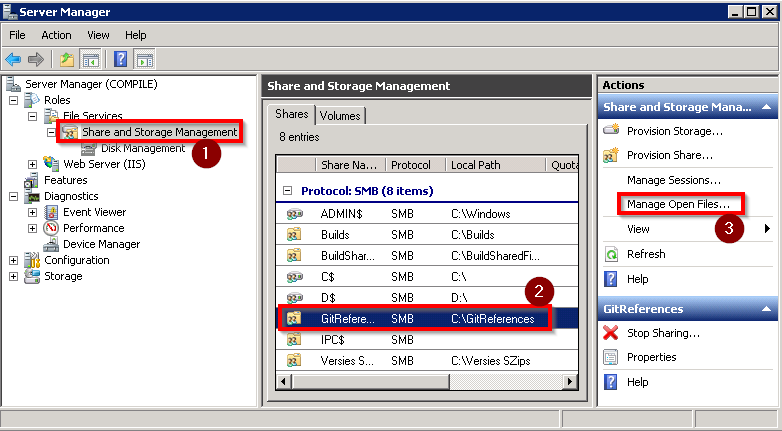 Server Manager
File Action View Help
Server Manager (COMPILE)
Roles
File Services
Share and Storage Management
1
Disk Management
Web Server (IIS)
Features
Diagnostics
Event Viewer
Performance
Device Manager
Configuration
Storage
Share and Storage Management
Shares Volumes
8 entries
Share Na... Protocol Local Path Quota
Protocol: SMB (8 items)
ADMIN$ SMB C:\Windows
Builds SMB C:\Builds
BuildShar... SMB C:\BuildSharedFi...
C$ SMB C:\
D$ SMB D:\
2
GitRefere... SMB C:\GitReferences
IPC$ SMB
Versies S... SMB C:\Versies SZips
Actions
Share and Storage Mana...
Provision Storage...
Provision Share...
Manage Sessions...
Manage Open Files...
3
View
Refresh
Help
GitReferences
Stop Sharing...
Properties
Help